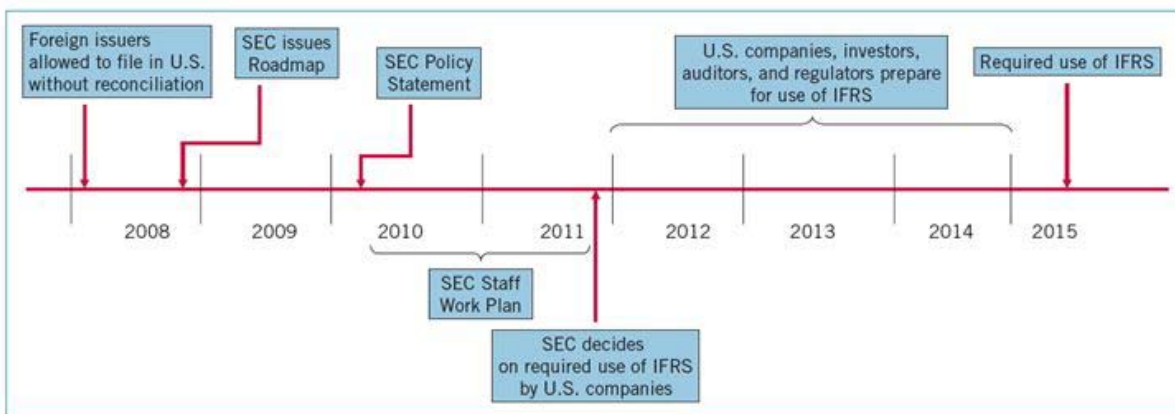 Foreign issuers
allowed to file in U.S.
without reconciliation
SEC issues
Roadmap
SEC Policy
Statement
U.S. companies, investors,
auditors, and regulators prepare
for use of IFRS
Required use of IFRS
2008
2009
2010
2011
2012
2013
2014
2015
SEC Staff
Work Plan
SEC decides
on required use of IFRS
by U.S. companies